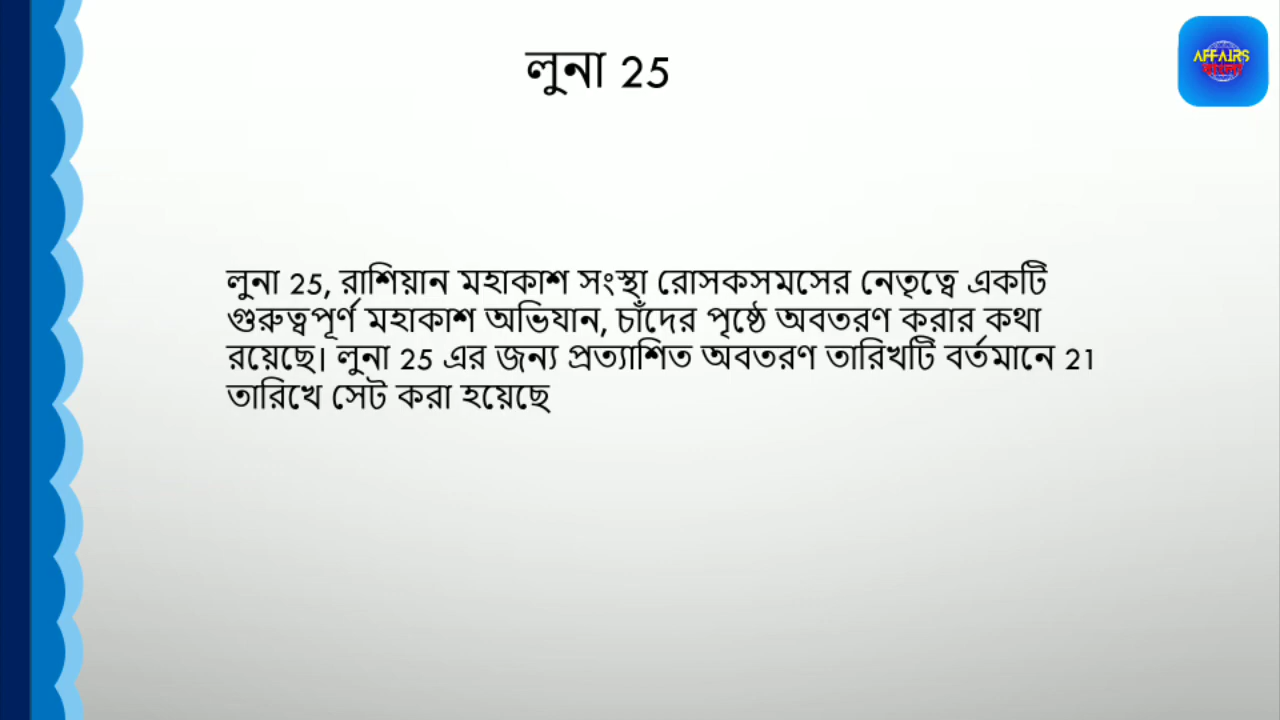 লুনা 25
AFFAIRS
বাংলা
লুনা 25, রাশিয়ান মহাকাশ সংস্থা রোসকসমসের নেতৃত্বে একটি
গুরুত্বপূর্ণ মহাকাশ অভিযান, চাঁদের পৃষ্ঠে অবতরণ করার কথা
রয়েছে। লুনা 25 এর জন্য প্রত্যাশিত অবতরণ তারিখটি বর্তমানে 21
তারিখে সেট করা হয়েছে